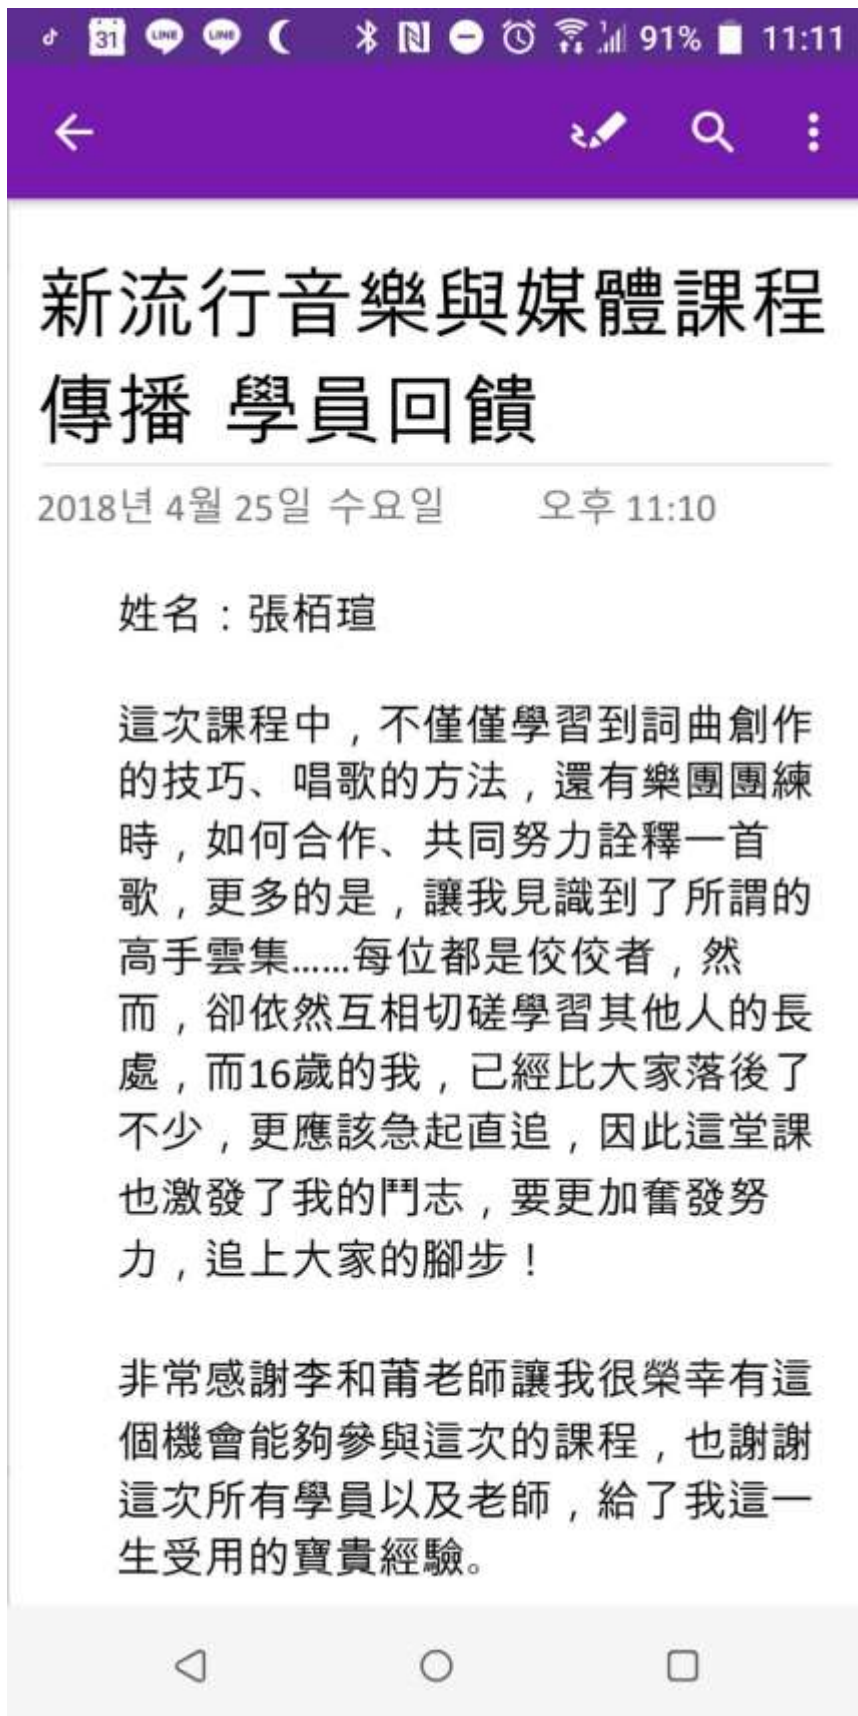 31 LINE LINE 91% 11:11
新流行音樂與媒體課程
傳播 學員回饋
2018년 4월 25일 수요일 오후 11:10
姓名：張栢瑄
這次課程中，不僅僅學習到詞曲創作
的技巧、唱歌的方法，還有樂團團練
時，如何合作、共同努力詮釋一首
歌，更多的是，讓我見識到了所謂的
高手雲集......每位都是佼佼者，然
而，卻依然互相切磋學習其他人的長
處，而16歲的我，已經比大家落後了
不少，更應該急起直追，因此這堂課
也激發了我的鬥志，要更加奮發努
力，追上大家的腳步！
非常感謝李和莆老師讓我很榮幸有這
個機會能夠參與這次的課程，也謝謝
這次所有學員以及老師，給了我這一
生受用的寶貴經驗。